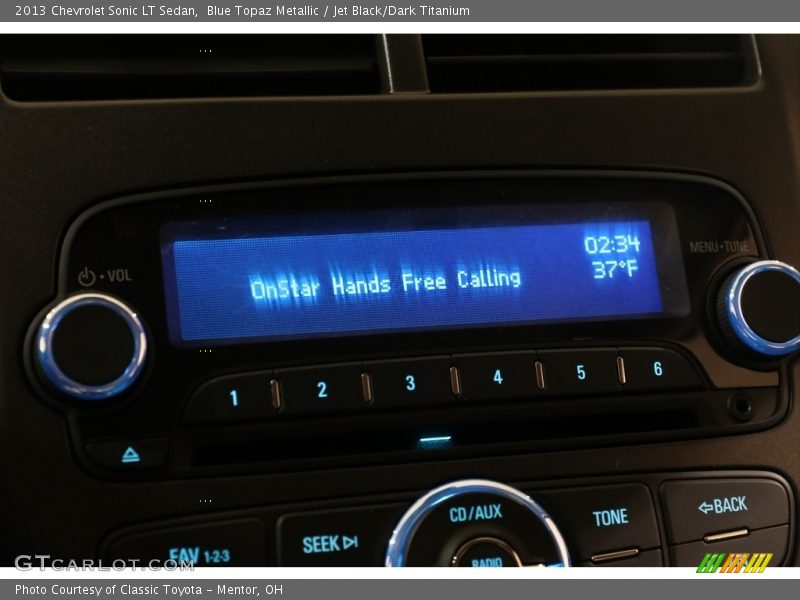 2013 Chevrolet Sonic LT Sedan,  Blue Topaz Metallic / Jet Black/Dark Titanium
02:34
MENU•TUNE
37°F
VOL
OnStar Hands Free Calling
1 2 3 4 5 6
CD/AUX
TONE
BACK
SEEK
FAV 1-2-3
RADIO
GTCARLOT.COM
Photo Courtesy of Classic Toyota - Mentor, OH